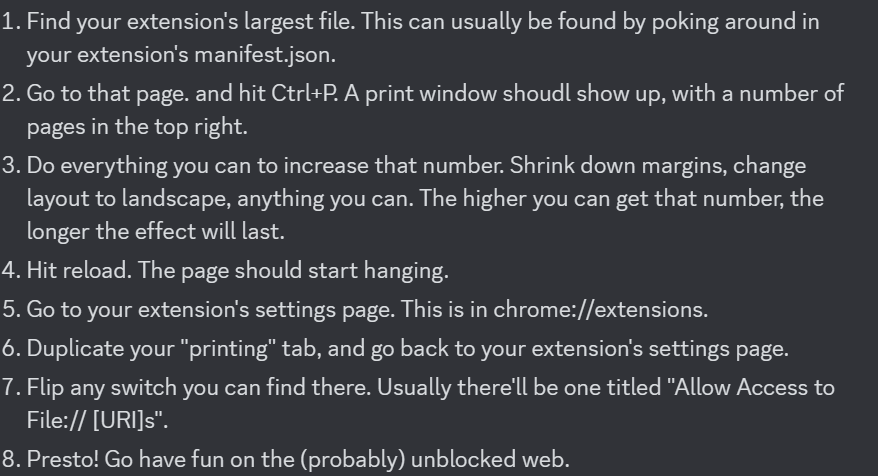 1. Find your extension's largest file. This can usually be found by poking around in
your extension's manifest.json.
2. Go to that page. and hit Ctrl+P. A print window shoudl show up, with a number of
pages in the top right.
3. Do everything you can to increase that number. Shrink down margins, change
layout to landscape, anything you can. The higher you can get that number, the
longer the effect will last.
4. Hit reload. The page should start hanging.
5. Go to your extension's settings page. This is in chrome://extensions.
6. Duplicate your "printing" tab, and go back to your extension's settings page.
7. Flip any switch you can find there. Usually there'll be one titled "Allow Access to
File:// [URI]s".
8. Presto! Go have fun on the (probably) unblocked web.